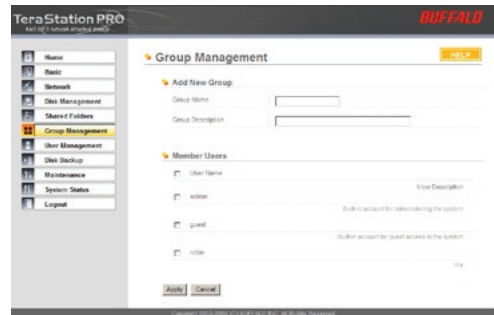 TeraStation PRO
BUFFALO
Home
Basic
Network
Disk Management
Shared Folders
Group Management
User Management
Disk Backup
Maintenance
System Status
Logout
Group Management
HELP
Add New Group
Group Name
Group Description
Member Users
User Name
User Description
admin
Built-in account for administering the system
guest
Built-in account for guest access to the system
robin
Apply Cancel